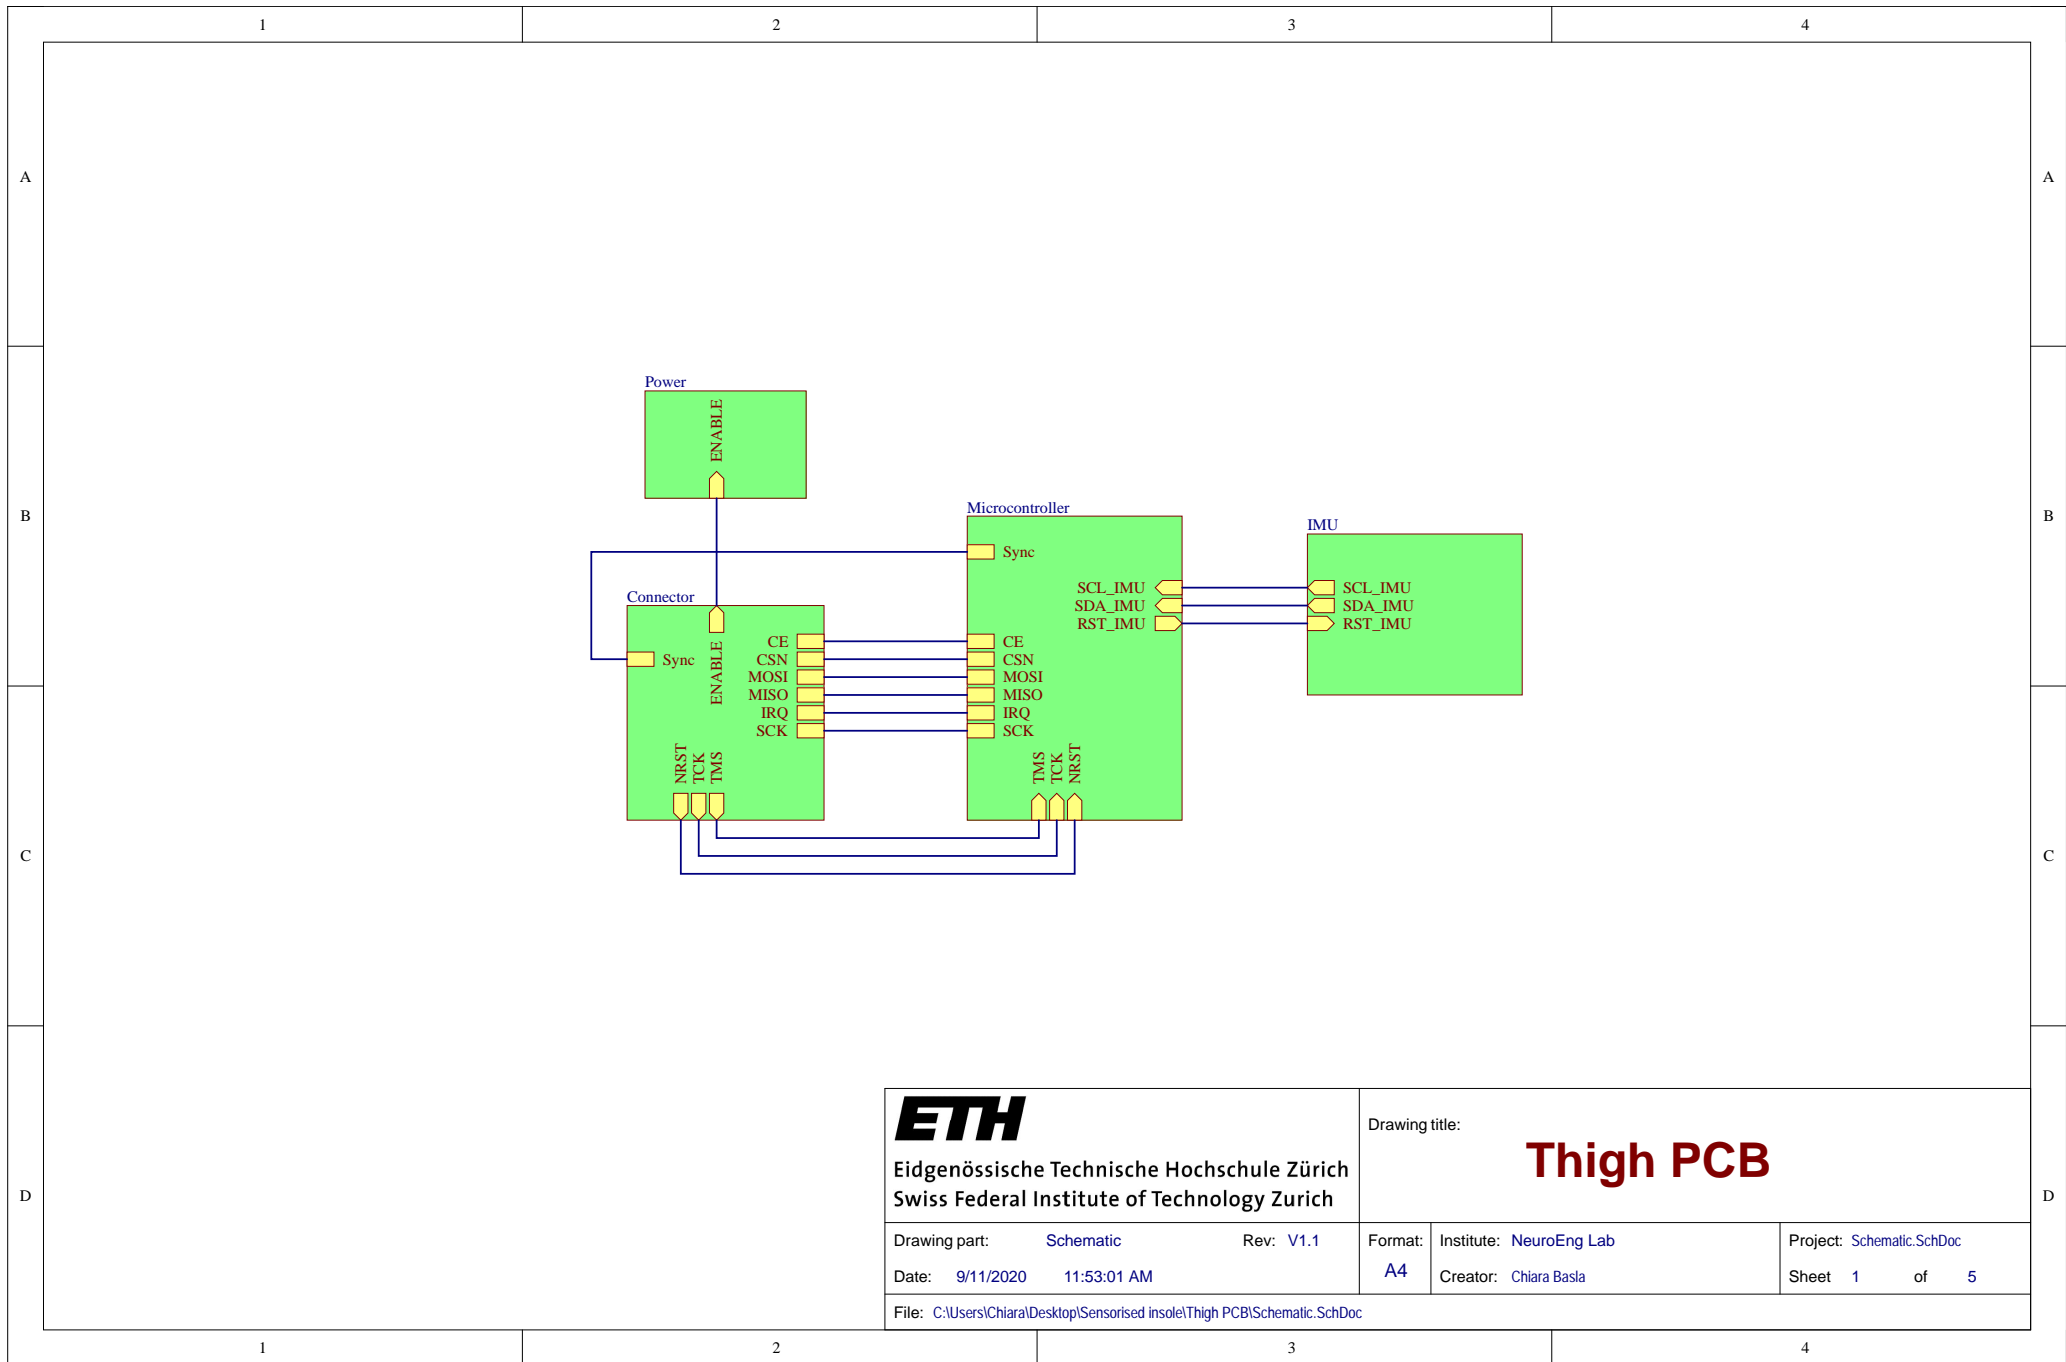 1 2 3 4
A A
Power
ENABLE
B B
Microcontroller
IMU
Sync
SCL_IMU SCL_IMU
SDA_IMU SDA_IMU
RST_IMU RST_IMU
Connector
ENABLE
Sync
CE CE
CSN CSN
MOSI MOSI
MISO MISO
IRQ IRQ
SCK SCK
NRST
TCK
TMS
TMS
TCK
NRST
C C
D D
ETH
Eidgenössische Technische Hochschule Zürich
Swiss Federal Institute of Technology Zurich
Drawing title:
Thigh PCB
Drawing part: Schematic Rev: V1.1
Date: 9/11/2020 11:53:01 AM
Format:
A4
Institute: NeuroEng Lab
Creator: Chiara Basla
Project: Schematic.SchDoc
Sheet 1 of 5
File: C:\Users\Chiara\Desktop\Sensorised insole\Thigh PCB\Schematic.SchDoc
1 2 3 4